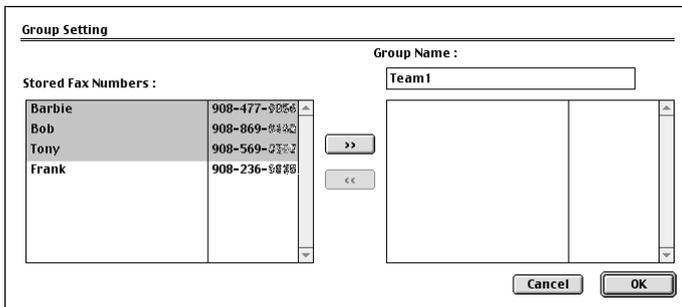 Group Setting
Group Name :
Stored Fax Numbers :
Team1
Barbie 908-477-
Bob 908-869-
Tony 908-569-
Frank 908-236-
>>
<<
Cancel
OK